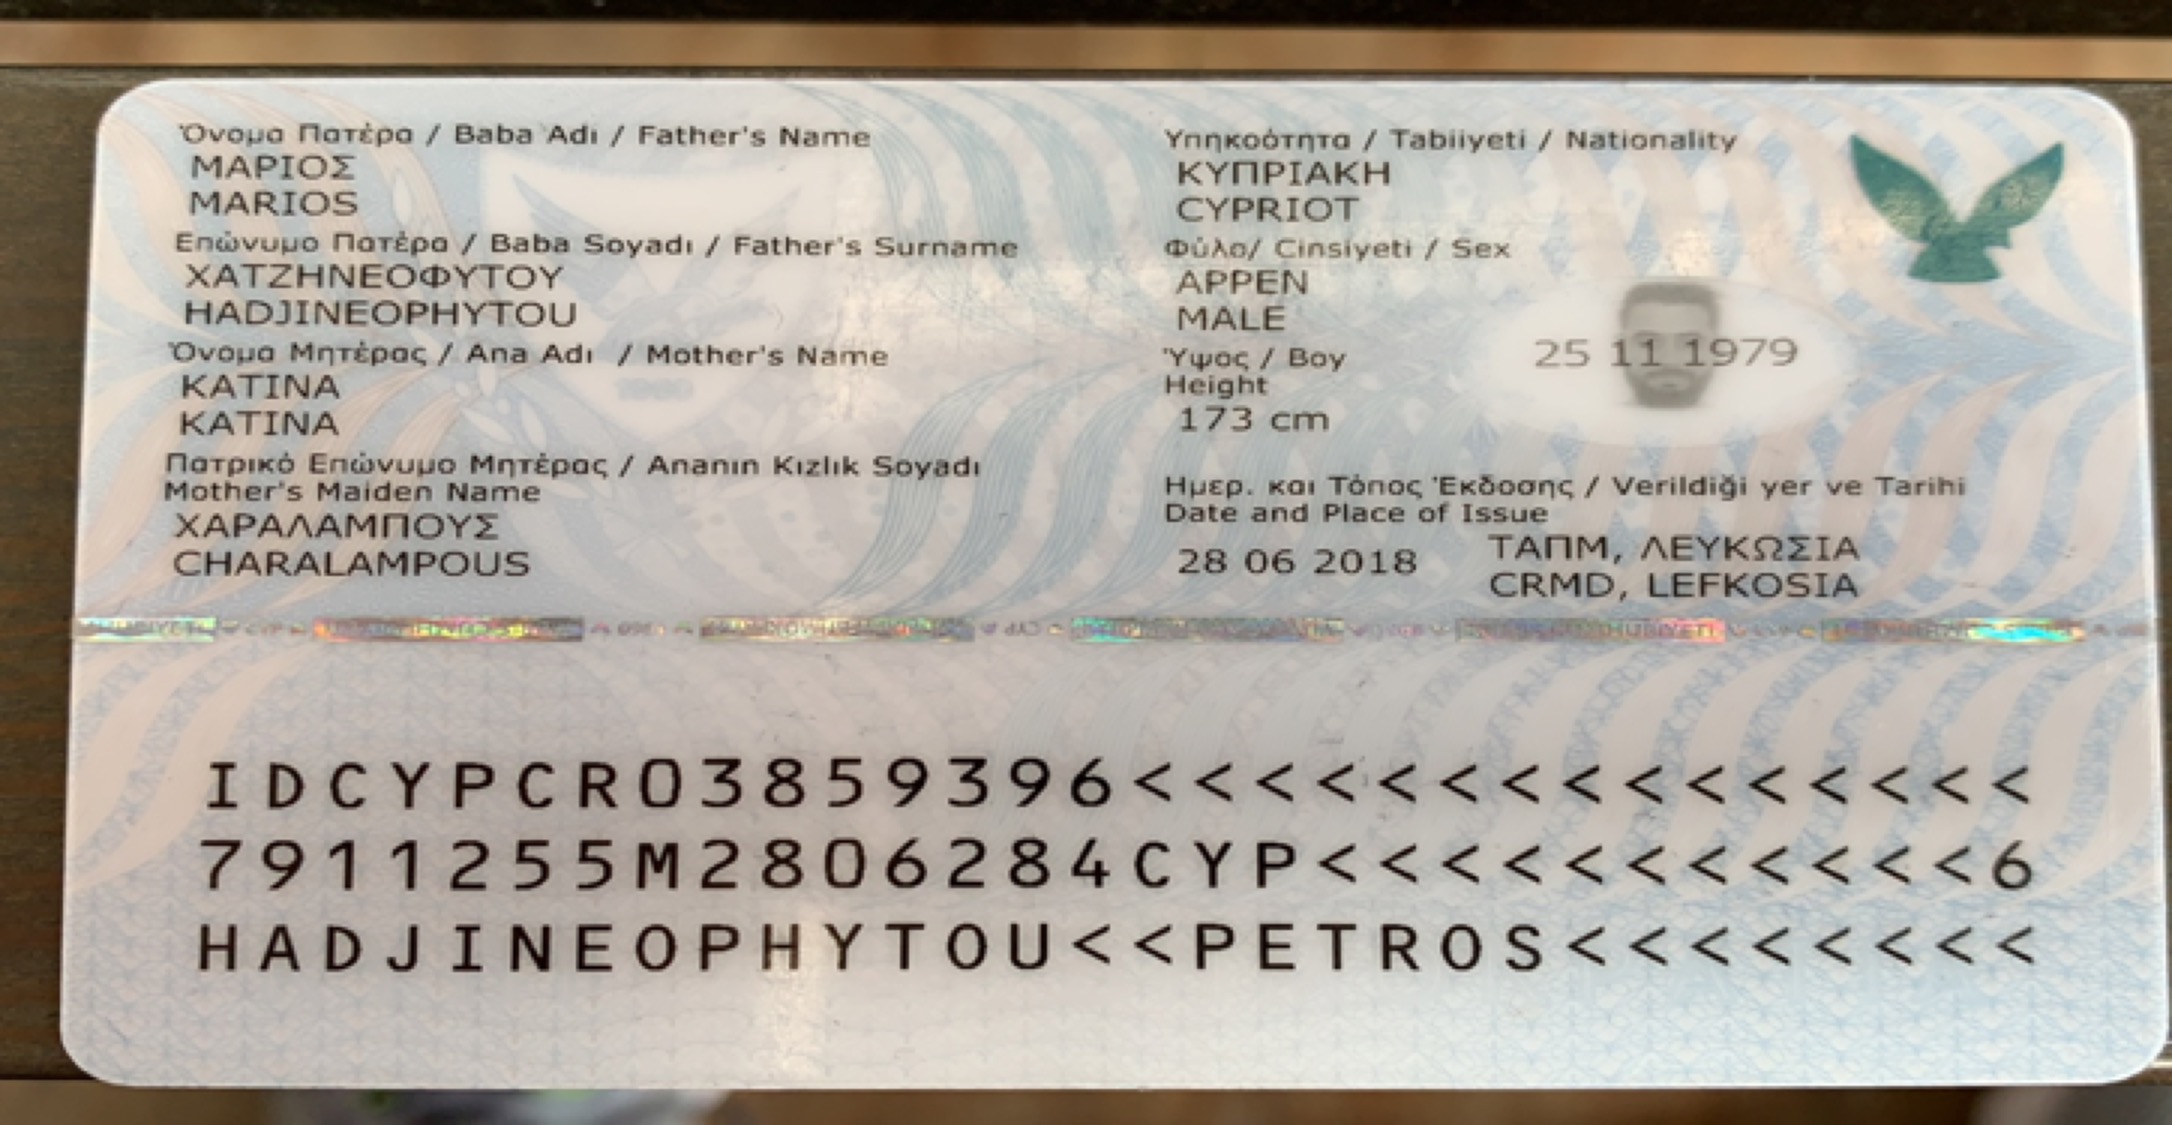 Όνομα Πατέρα / Baba Adı / Father's Name
ΜΑΡΙΟΣ
MARIOS
Επώνυμο Πατέρα / Baba Soyadı / Father's Surname
ΧΑΤΖΗΝΕΟΦΥΤΟΥ
HADJINEOPHYTOU
Όνομα Μητέρας / Ana Adı / Mother's Name
ΚΑΤΙΝΑ
KATINA
Πατρικό Επώνυμο Μητέρας / Ananın Kızlık Soyadı
Mother's Maiden Name
ΧΑΡΑΛΑΜΠΟΥΣ
CHARALAMPOUS
Υπηκοότητα / Tabiiyeti / Nationality
ΚΥΠΡΙΑΚΗ
CYPRIOT
Φύλο/ Cinsiyeti / Sex
ΑΡΡΕΝ
MALE
Ύψος / Boy
Height
173 cm
25 11 1979
Ημερ. και Τόπος Έκδοσης / Verildiği yer ve Tarihi
Date and Place of Issue
28 06 2018
ΤΑΠΜ, ΛΕΥΚΩΣΙΑ
CRMD, LEFKOSIA
IDCYPCR03859396<<<<<<<<<<<<<<<
7911255M2806284CYP<<<<<<<<<<<6
HADJINEOPHYTOU<<PETROS<<<<<<<<